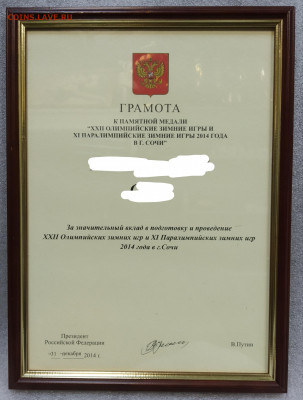 COINS.LAVE.RU
ГРАМОТА
К ПАМЯТНОЙ МЕДАЛИ
"XXII ОЛИМПИЙСКИЕ ЗИМНИЕ ИГРЫ И
XI ПАРАЛИМПИЙСКИЕ ЗИМНИЕ ИГРЫ 2014 ГОДА
В Г. СОЧИ"
За значительный вклад в подготовку и проведение
XXII Олимпийских зимних игр и XI Паралимпийских зимних игр
2014 года в г.Сочи
Президент
Российской Федерации
В Путин
декабря 2014 г.